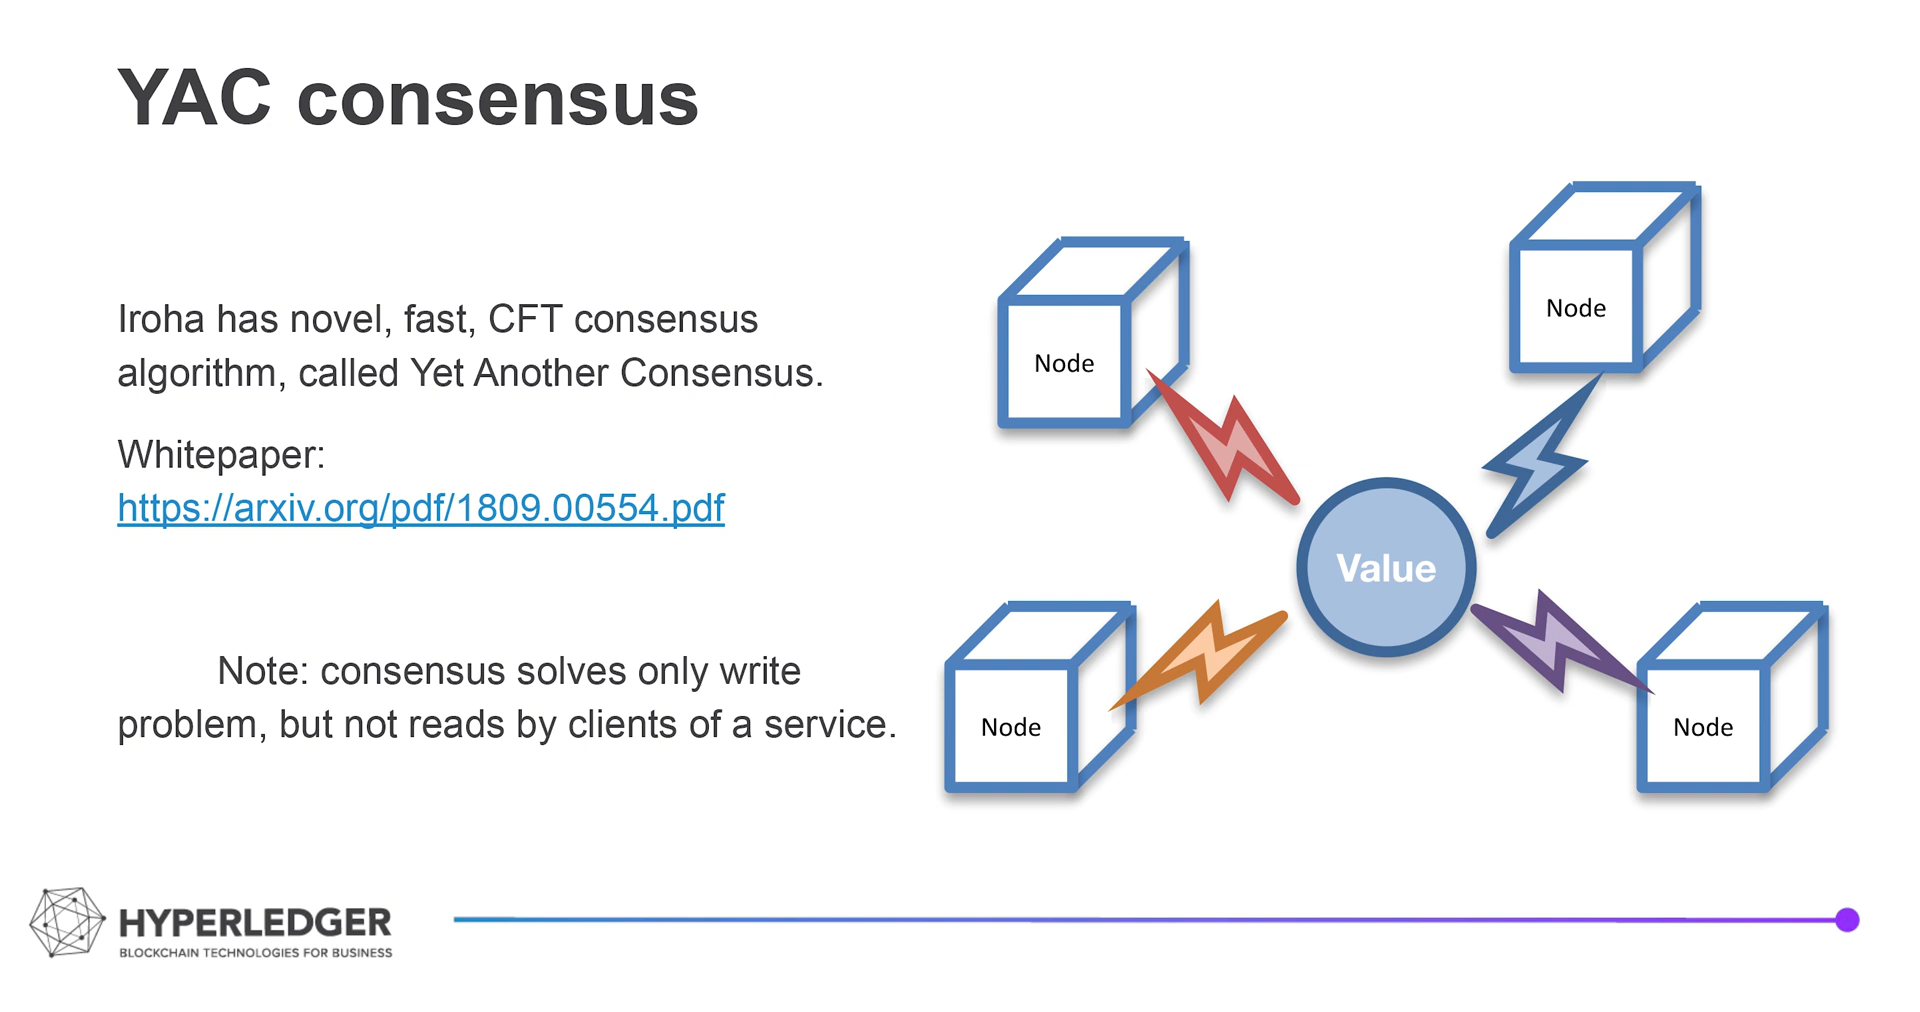 YAC consensus
Iroha has novel, fast, CFT consensus
algorithm, called Yet Another Consensus.
Whitepaper:
https://arxiv.org/pdf/1809.00554.pdf
Note: consensus solves only write
problem, but not reads by clients of a service.
Node
Node
Value
Node
Node
HYPERLEDGER
BLOCKCHAIN TECHNOLOGIES FOR BUSINESS